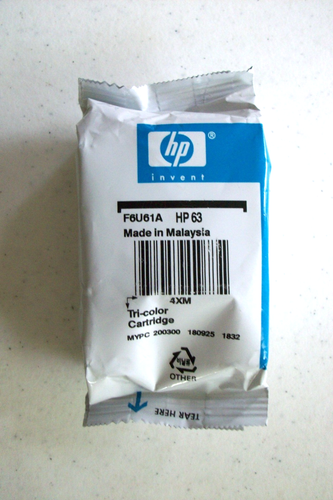 hp ®
invent
F6U61A HP 63
Made in Malaysia
4XM
Tri-color
Cartridge
MYPC 200300 180925 1832
OTHER
TEAR HERE